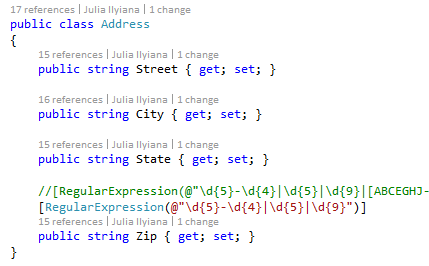 17 references | Julia Ilyiana | 1 change
public class Address
{
15 references | Julia Ilyiana | 1 change
public string Street { get; set; }
16 references | Julia Ilyiana | 1 change
public string City { get; set; }
15 references | Julia Ilyiana | 1 change
public string State { get; set; }
//[RegularExpression(@"\d{5}-\d{4}|\d{5}|\d{9}|[ABCEGHJ-
[RegularExpression(@"\d{5}-\d{4}|\d{5}|\d{9}")]
15 references | Julia Ilyiana | 1 change
public string Zip { get; set; }
}